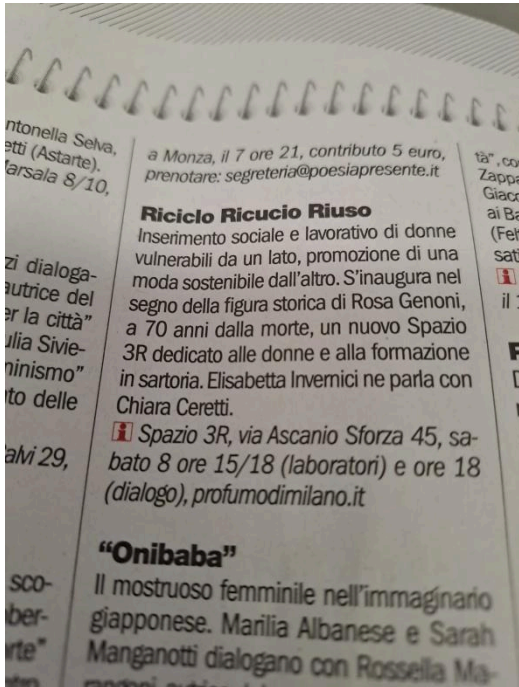 ntonella Selva,
etti (Astarte).
Marsala 8/10,
zi dialoga-
autrice del
er la città"
ulia Sivie-
minismo"
to delle
alvi 29,
sco-
ber-
rte"
a Monza, il 7 ore 21, contributo 5 euro,
prenotare: segreteria@poesiapresente.it
Riciclo Ricucio Riuso
Inserimento sociale e lavorativo di donne
vulnerabili da un lato, promozione di una
moda sostenibile dall'altro. S'inaugura nel
segno della figura storica di Rosa Genoni,
a 70 anni dalla morte, un nuovo Spazio
3R dedicato alle donne e alla formazione
in sartoria. Elisabetta Invernici ne parla con
Chiara Ceretti.
i Spazio 3R, via Ascanio Sforza 45, sa-
bato 8 ore 15/18 (laboratori) e ore 18
(dialogo), profumodimilano.it
"Onibaba"
Il mostruoso femminile nell'immaginario
giapponese. Marilia Albanese e Sarah
Manganotti dialogano con Rossella Ma-
tà", co
Zappa
Giaco
ai Ba
(Fel
sati
i
il